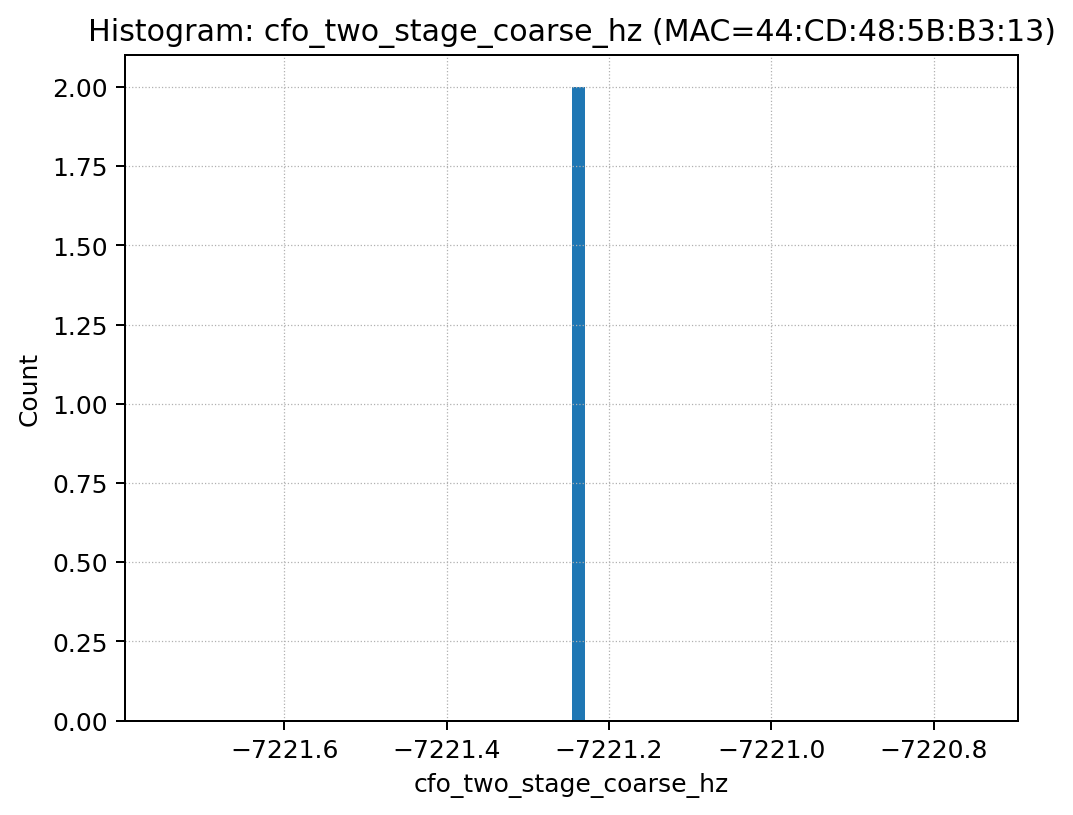 Histogram: cfo_two_stage_coarse_hz (MAC=44:CD:48:5B:B3:13)
2.00
1.75
1.50
1.25
1.00
0.75
0.50
0.25
0.00
Count
−7221.6 −7221.4 −7221.2 −7221.0 −7220.8
cfo_two_stage_coarse_hz